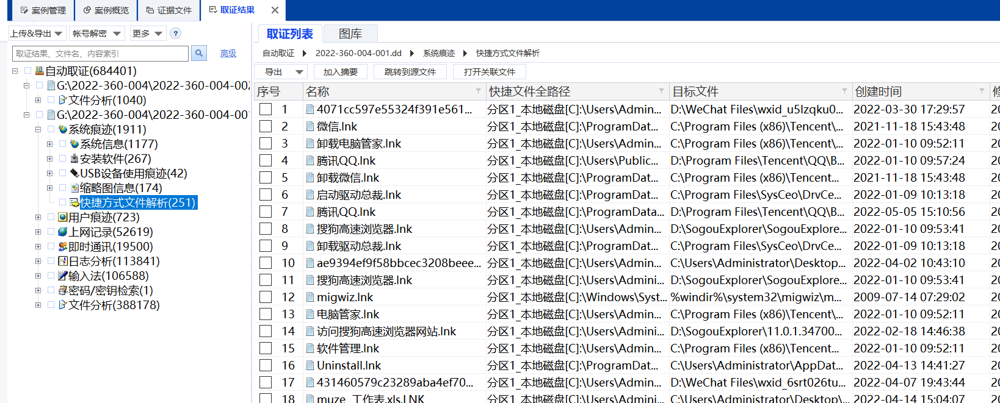 案例管理 案例概览 证据文件 取证结果
上传&导出 帐号解密 更多 ?
取证结果、文件名、内容索引 高级
自动取证(684401)
G:\2022-360-004\2022-360-004-002
文件分析(1040)
G:\2022-360-004\2022-360-004-00
系统痕迹(1911)
系统信息(1177)
安装软件(267)
USB设备使用痕迹(42)
缩略图信息(174)
快捷方式文件解析(251)
用户痕迹(723)
上网记录(52619)
即时通讯(19500)
日志分析(113841)
输入法(106588)
密码/密钥检索(1)
文件分析(388178)
取证列表 图库
自动取证 2022-360-004-001.dd 系统痕迹 快捷方式文件解析
导出 加入摘要 跳转到源文件 打开关联文件
序号 名称 快捷文件全路径 目标文件 创建时间
1 4071cc597e55324f391e561... 分区1_本地磁盘[C]:\Users\Admin... D:\WeChat Files\wxid_u5lzqku0... 2022-03-30 17:29:57 20
2 微信.lnk 分区1_本地磁盘[C]:\ProgramDat... C:\Program Files (x86)\Tencent\... 2021-11-18 15:43:48 20
3 卸载电脑管家.lnk 分区1_本地磁盘[C]:\Users\Admin... C:\Program Files (x86)\Tencent\... 2022-01-10 09:52:11 20
4 腾讯QQ.lnk 分区1_本地磁盘[C]:\Users\Public... D:\Program Files\Tencent\QQ\B... 2022-01-10 09:57:24 20
5 卸载微信.lnk 分区1_本地磁盘[C]:\ProgramDat... C:\Program Files (x86)\Tencent... 2021-11-18 15:43:48 20
6 启动驱动总裁.lnk 分区1_本地磁盘[C]:\ProgramDat... C:\Program Files\SysCeo\DrvCe... 2022-01-09 10:13:18 20
7 腾讯QQ.lnk 分区1_本地磁盘[C]:\ProgramData... D:\Program Files\Tencent\QQ\B... 2022-05-05 15:10:56 20
8 搜狗高速浏览器.lnk 分区1_本地磁盘[C]:\Users\Admin... D:\SogouExplorer\SogouExplore... 2022-01-10 09:53:41 20
9 卸载驱动总裁.lnk 分区1_本地磁盘[C]:\ProgramDat... C:\Program Files\SysCeo\DrvCe... 2022-01-09 10:13:18 20
10 ae9394ef9f58bbcec3208beee... 分区1_本地磁盘[C]:\Users\Admin... C:\Users\Administrator\Desktop... 2022-04-02 10:43:10 20
11 搜狗高速浏览器.lnk 分区1_本地磁盘[C]:\Users\Admini... D:\SogouExplorer\SogouExplore... 2022-01-10 09:53:41 20
12 migwiz.lnk 分区1_本地磁盘[C]:\Windows\Syst... %windir%\system32\migwiz\m... 2009-07-14 07:29:02 20
13 电脑管家.lnk 分区1_本地磁盘[C]:\Users\Admin... C:\Program Files (x86)\Tencent\... 2022-01-10 09:52:11 20
14 访问搜狗高速浏览器网站.lnk 分区1_本地磁盘[C]:\Users\Admini... D:\SogouExplorer\11.0.1.34700... 2022-02-18 14:46:38 20
15 软件管理.lnk 分区1_本地磁盘[C]:\Users\Admin... C:\Program Files (x86)\Tencent... 2022-01-10 09:52:11 20
16 Uninstall.lnk 分区1_本地磁盘[C]:\ProgramDat... C:\Users\Administrator\AppDat... 2022-04-13 14:41:27 20
17 431460579c23289aba4ef70... 分区1_本地磁盘[C]:\Users\Admin... D:\WeChat Files\wxid_6srt026tu... 2022-04-07 19:43:44 20
18 muze_工作表.xls.LNK 分区1_本地磁盘[C]:\Users\Admin... C:\Users\Administrator\Desktop\... 2022-04-14 15:04:07 20